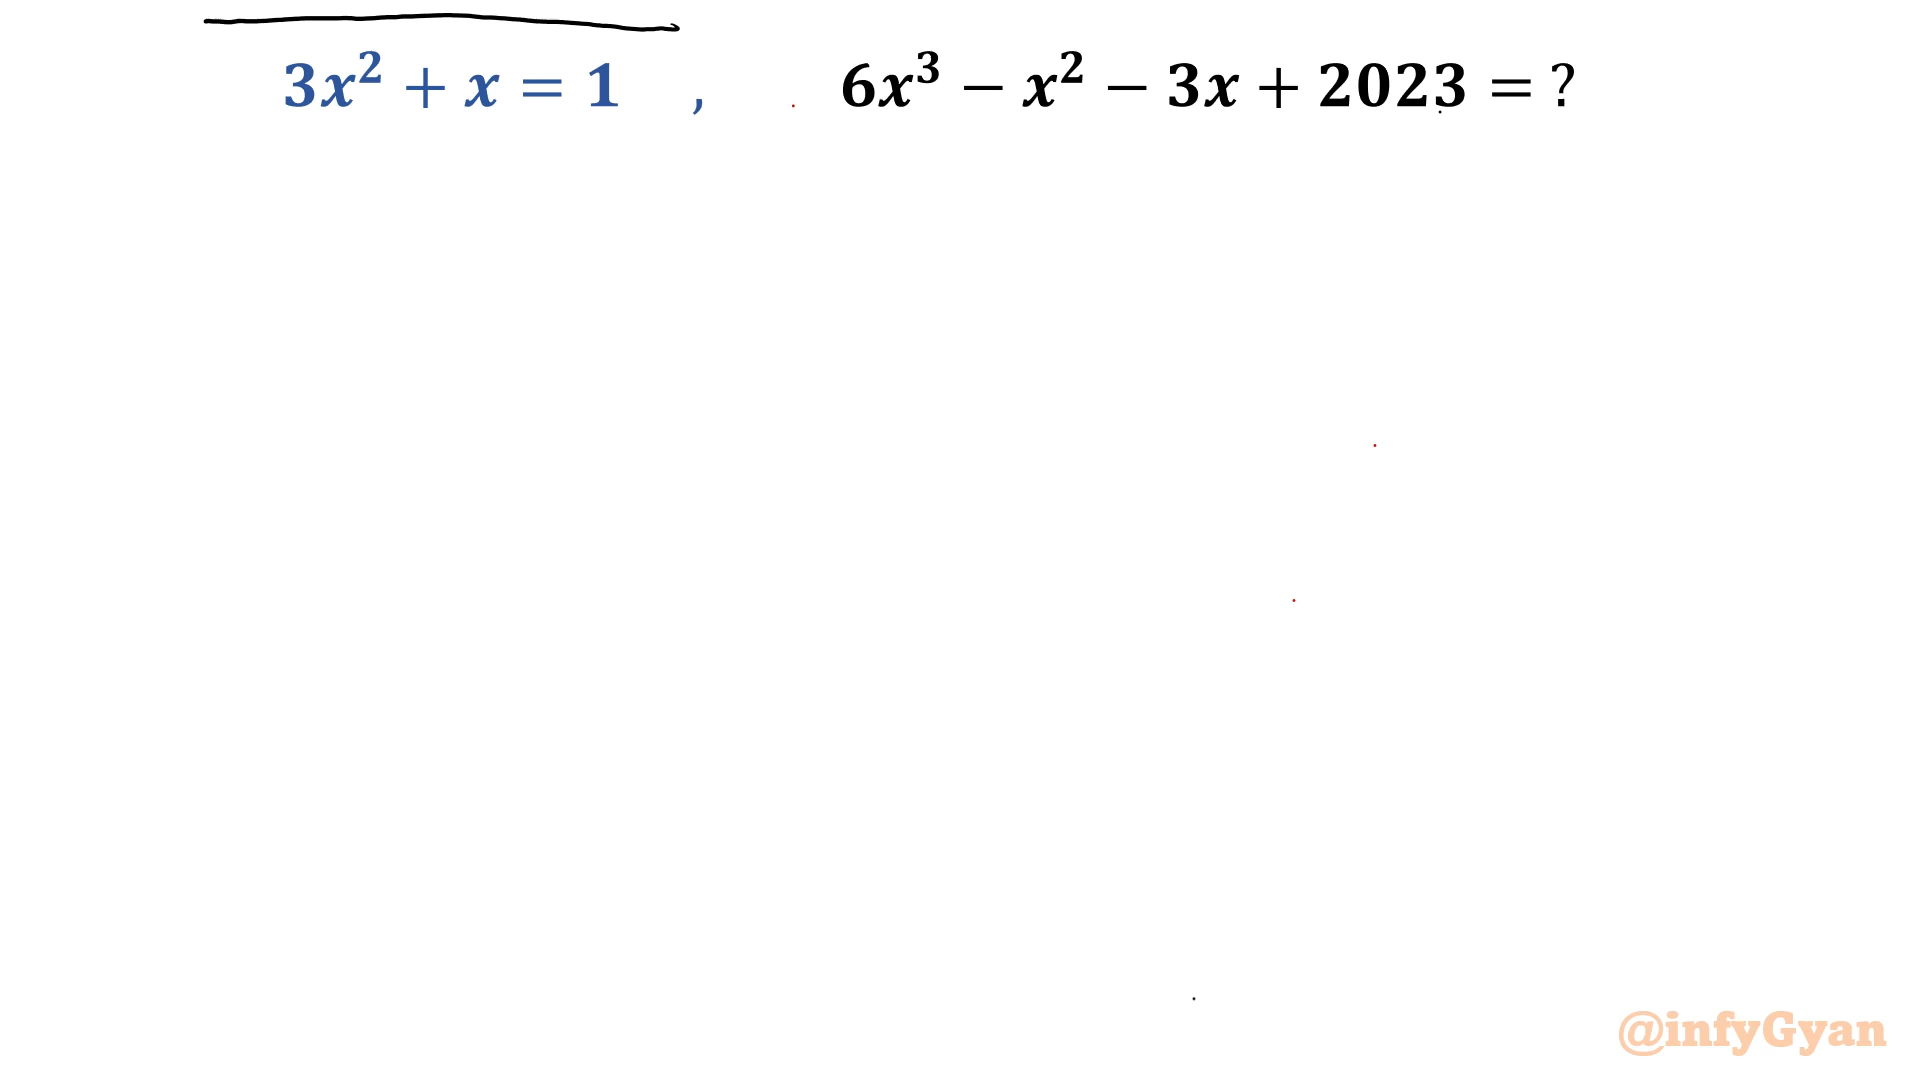 3x² + x = 1 , 6x³ − x² − 3x + 2023 = ?
@infyGyan